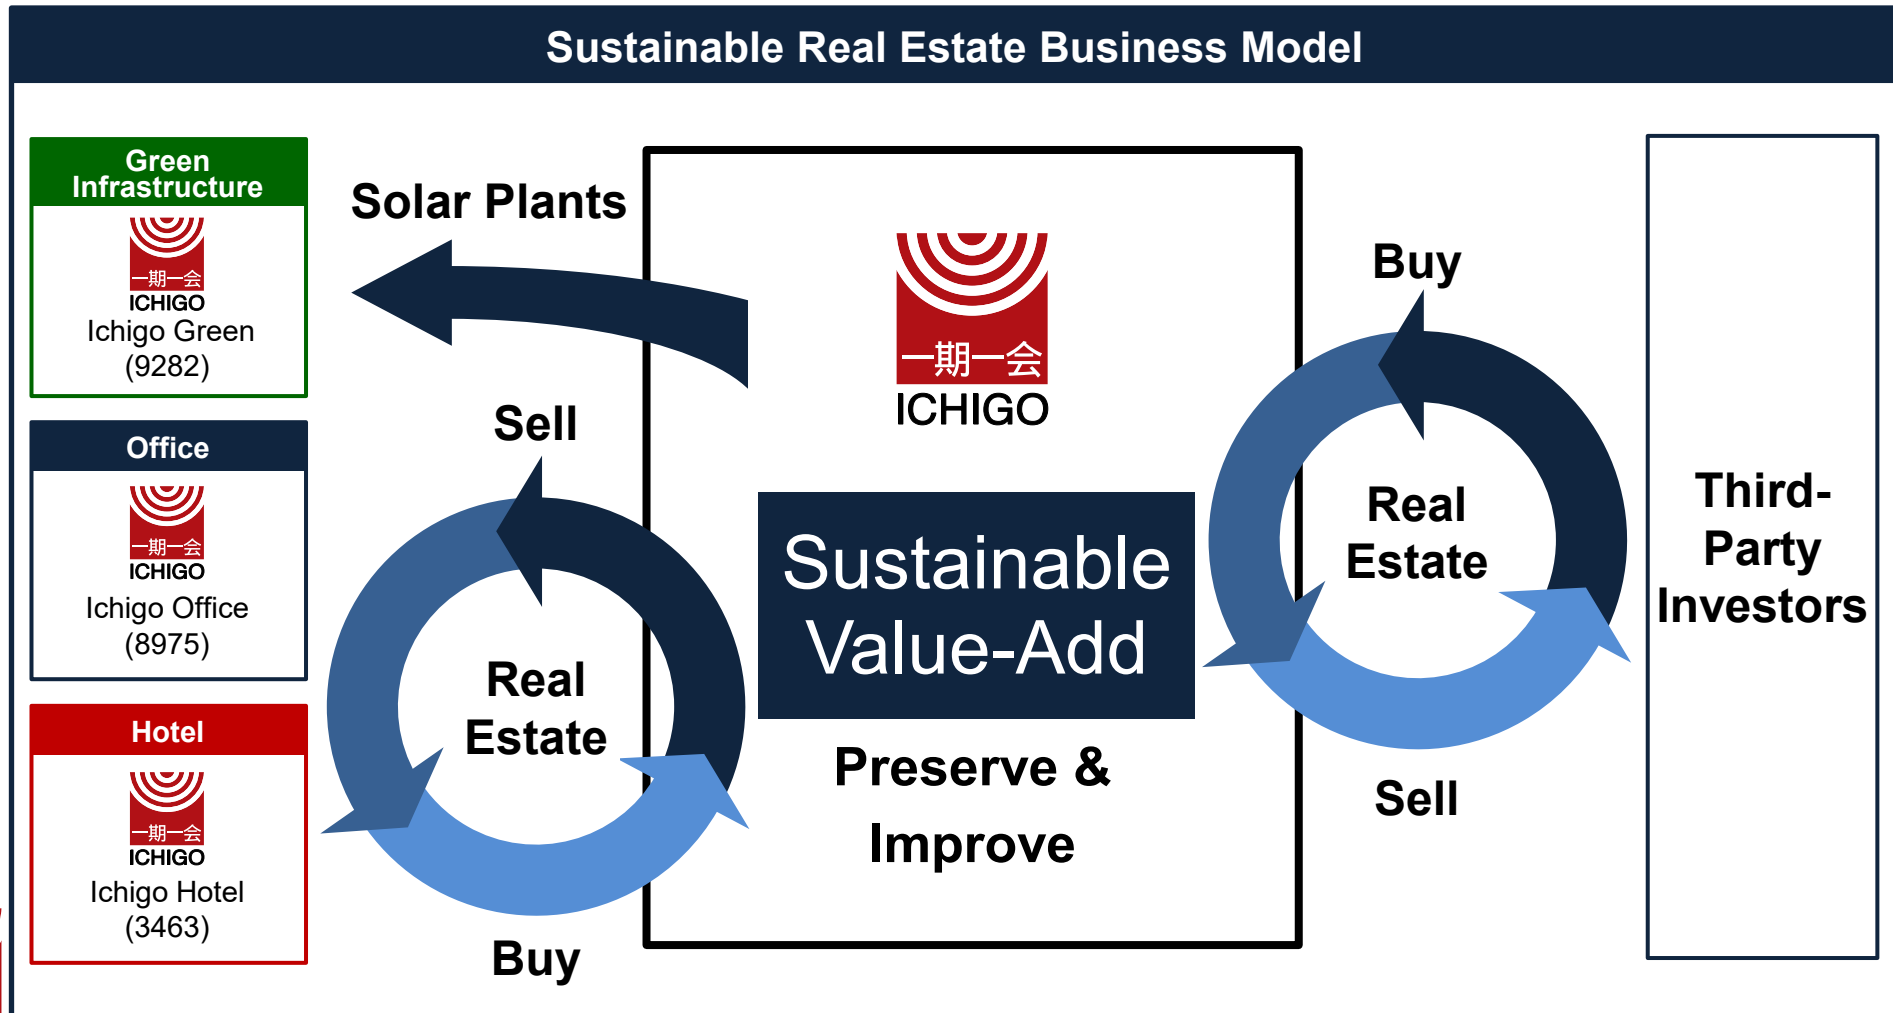 Sustainable Real Estate Business Model
Green
Infrastructure
一期一会
ICHIGO
Ichigo Green
(9282)
Office
一期一会
ICHIGO
Ichigo Office
(8975)
Hotel
一期一会
ICHIGO
Ichigo Hotel
(3463)
Solar Plants
Sell
Real
Estate
Buy
一期一会
ICHIGO
Sustainable
Value-Add
Preserve &
Improve
Buy
Real
Estate
Sell
Third-
Party
Investors